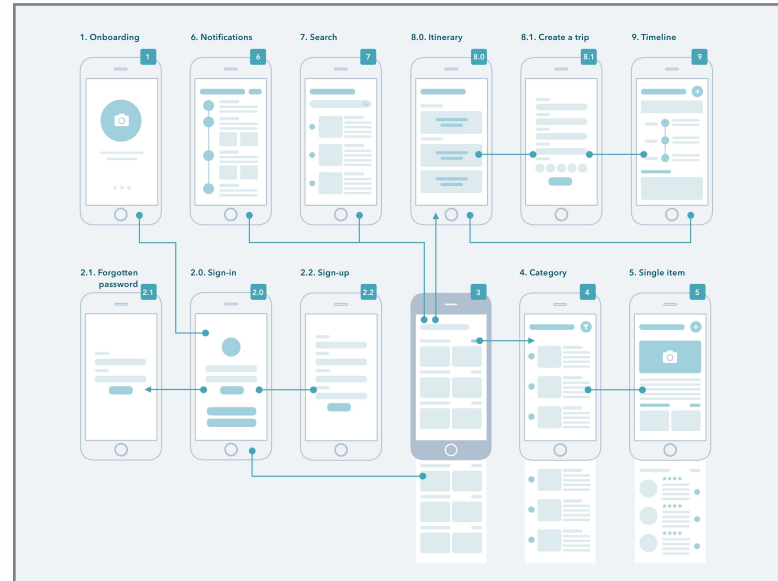 1. Onboarding
6. Notifications
7. Search
8.0. Itinerary
8.1. Create a trip
9. Timeline
1
6
7
8.0
8.1
9
2.1. Forgotten
password
2.0. Sign-in
2.2. Sign-up
4. Category
5. Single item
2.1
2.0
2.2
3
4
5